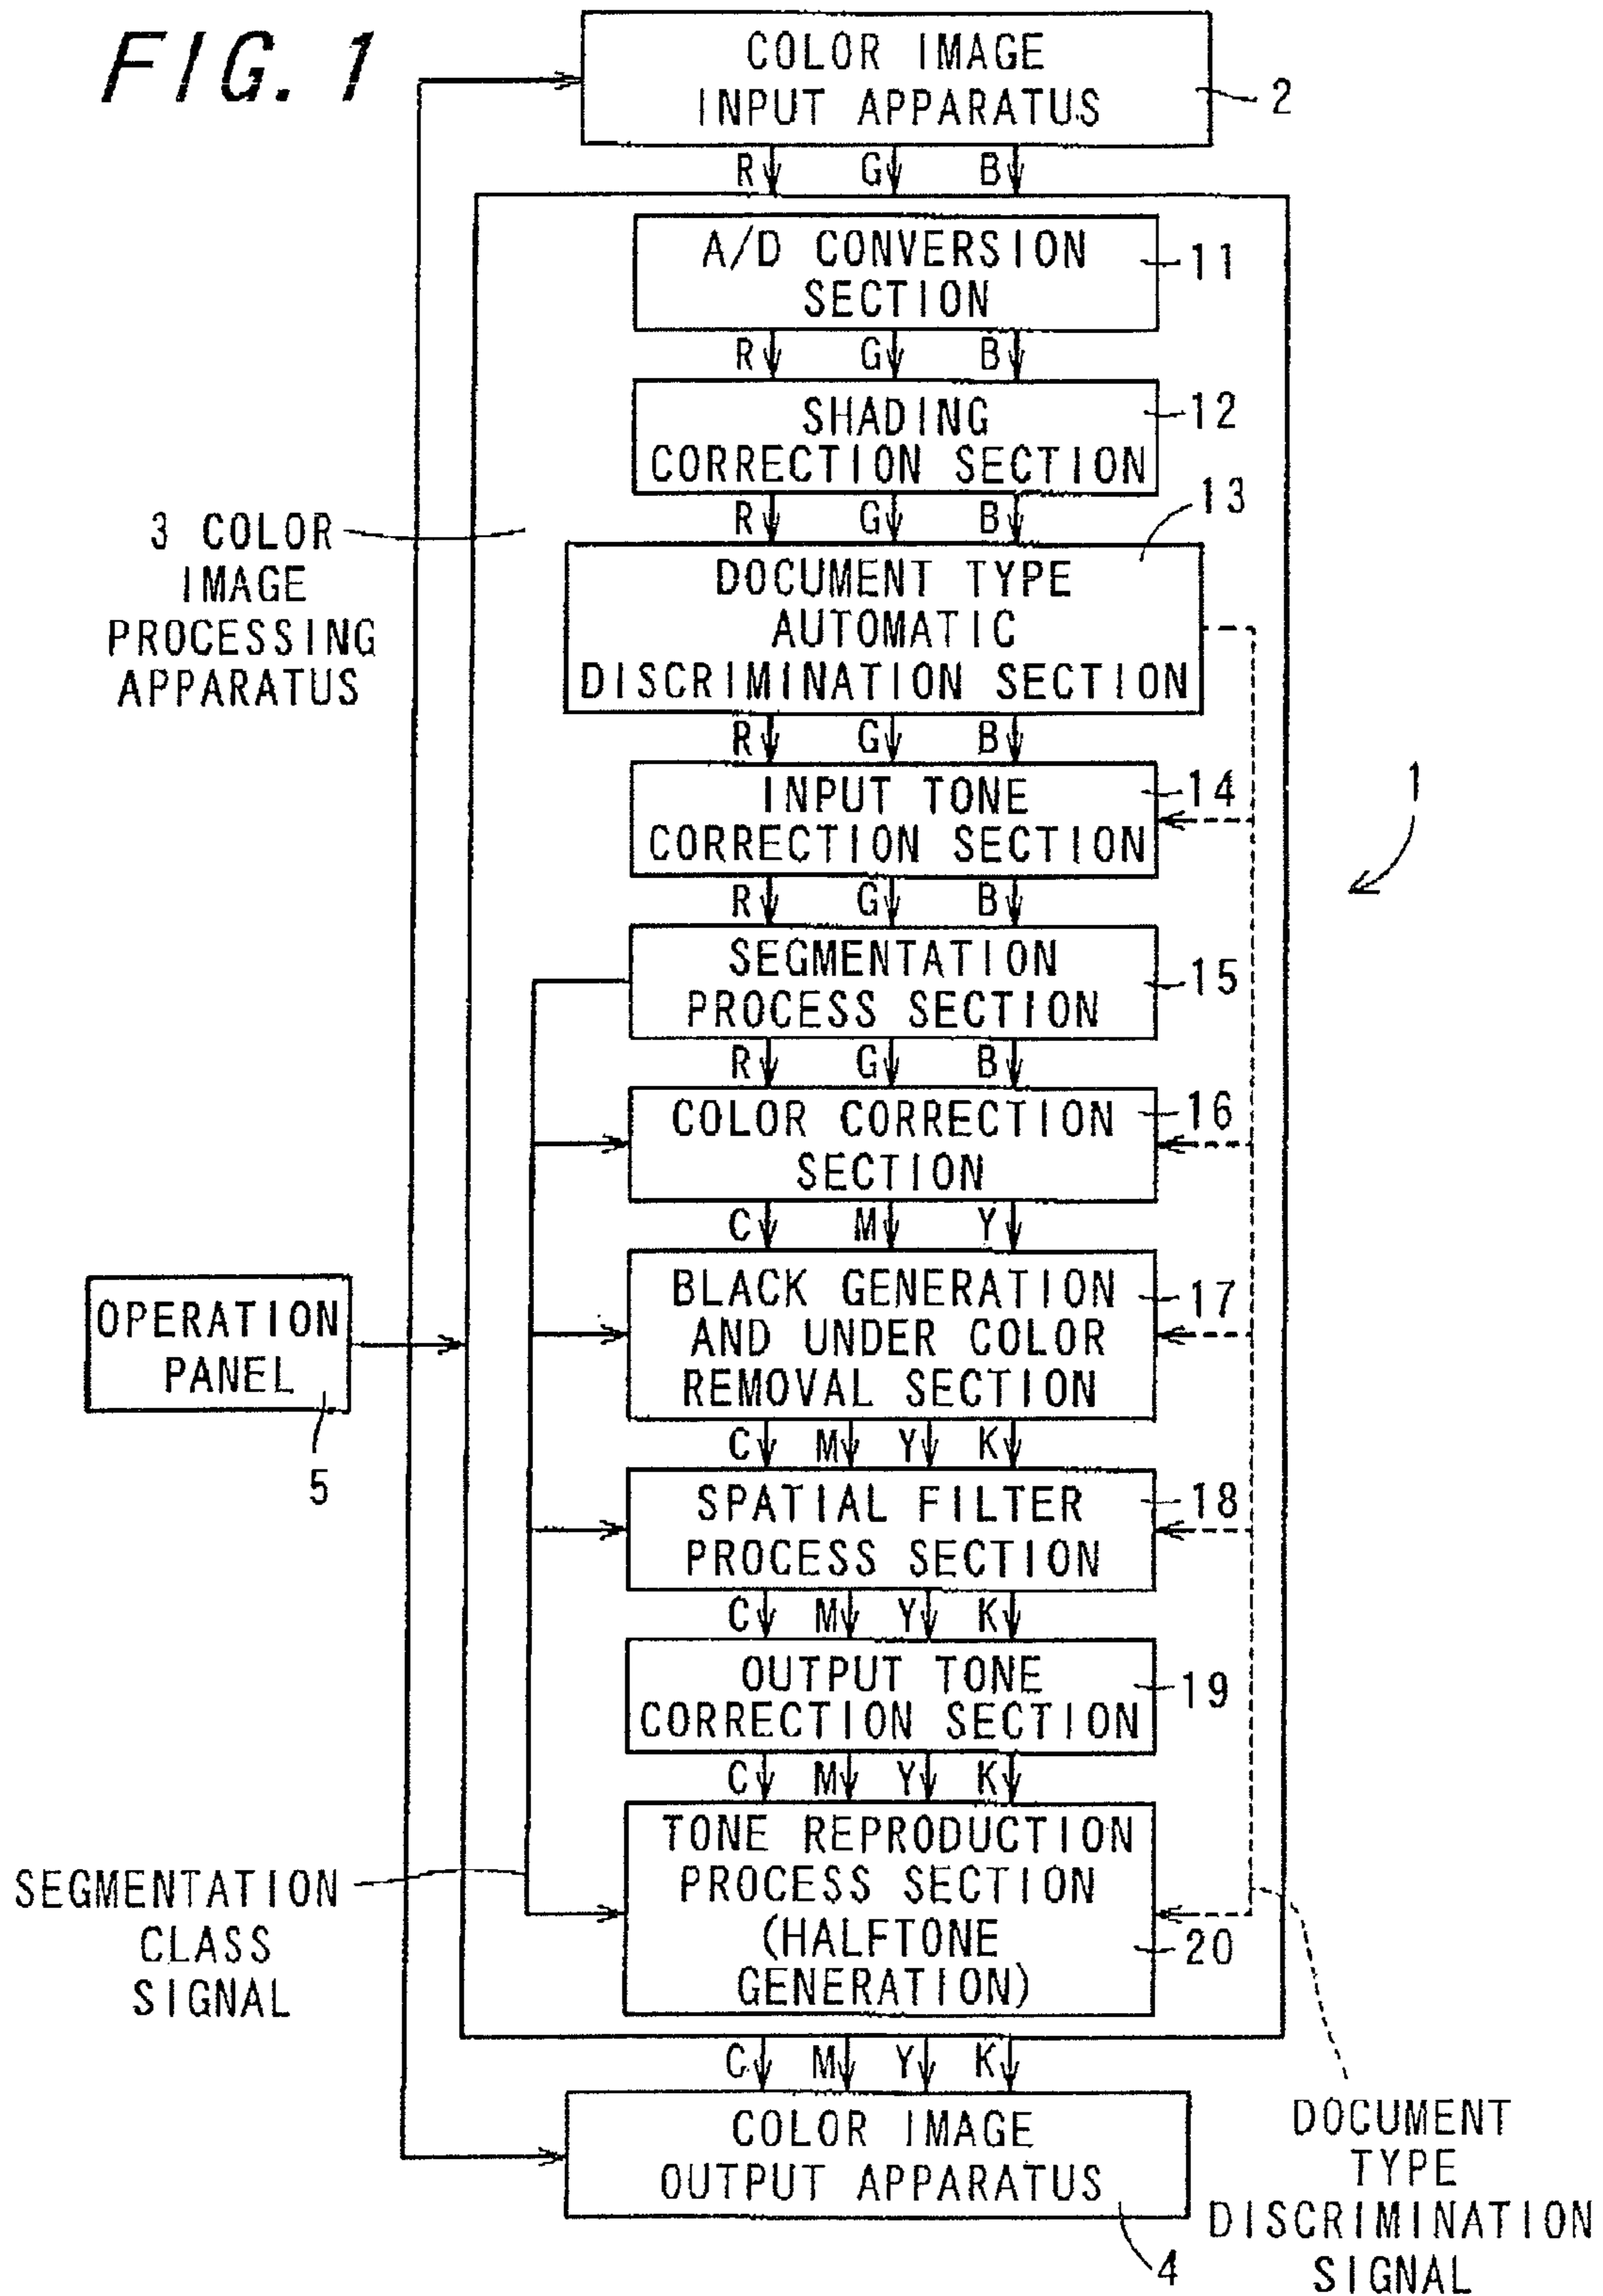 FIG. 1
COLOR IMAGE
INPUT APPARATUS
2
R G B
A/D CONVERSION
SECTION
11
R G B
SHADING
CORRECTION SECTION
12
R G B
13
3 COLOR
IMAGE
PROCESSING
APPARATUS
DOCUMENT TYPE
AUTOMATIC
DISCRIMINATION SECTION
R G B
INPUT TONE
CORRECTION SECTION
14
1
R G B
SEGMENTATION
PROCESS SECTION
15
R G B
COLOR CORRECTION
SECTION
16
C M Y
BLACK GENERATION
AND UNDER COLOR
REMOVAL SECTION
17
OPERATION
PANEL
5
C M Y K
SPATIAL FILTER
PROCESS SECTION
18
C M Y K
OUTPUT TONE
CORRECTION SECTION
19
C M Y K
TONE REPRODUCTION
PROCESS SECTION
(HALFTONE
GENERATION)
20
SEGMENTATION
CLASS
SIGNAL
C M Y K
COLOR IMAGE
OUTPUT APPARATUS
4
DOCUMENT
TYPE
DISCRIMINATION
SIGNAL